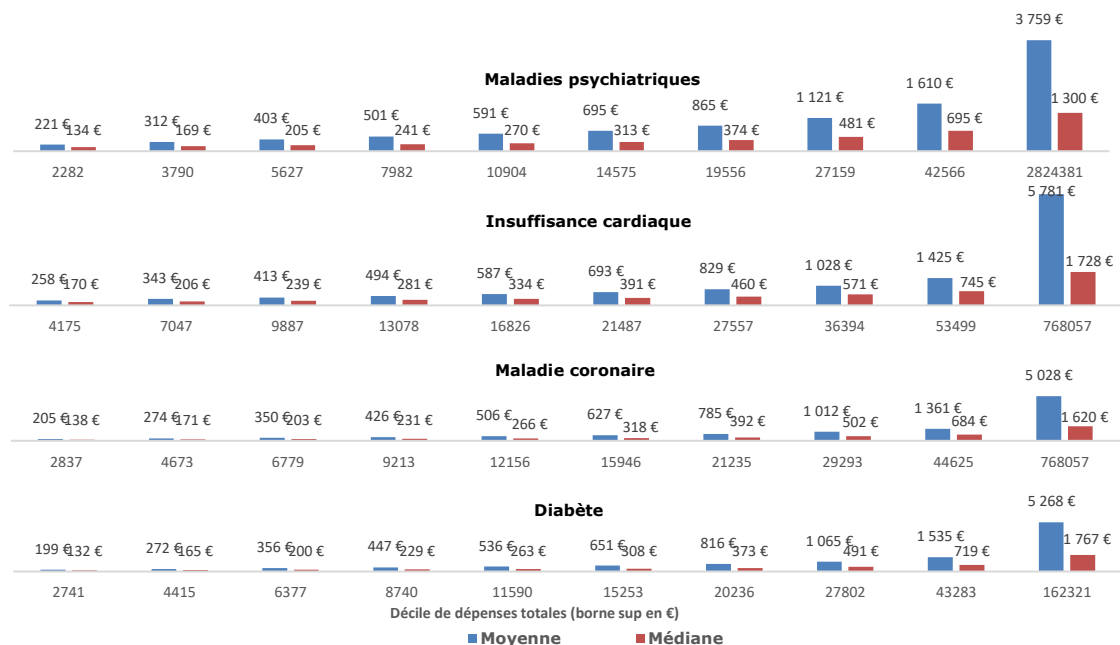 3 759 €
Maladies psychiatriques
221 € 134 € 312 € 169 € 403 € 205 € 501 € 241 € 591 € 270 € 695 € 313 € 865 € 374 € 1 121 € 481 € 1 610 € 695 € 1 300 €
2282 3790 5627 7982 10904 14575 19556 27159 42566 2824381
5 781 €
Insuffisance cardiaque
258 € 170 € 343 € 206 € 413 € 239 € 494 € 281 € 587 € 334 € 693 € 391 € 829 € 460 € 1 028 € 571 € 1 425 € 745 € 1 728 €
4175 7047 9887 13078 16826 21487 27557 36394 53499 768057
Maladie coronaire
5 028 €
205 € 138 € 274 € 171 € 350 € 203 € 426 € 231 € 506 € 266 € 627 € 318 € 785 € 392 € 1 012 € 502 € 1 361 € 684 € 1 620 €
2837 4673 6779 9213 12156 15946 21235 29293 44625 768057
5 268 €
Diabète
199 € 132 € 272 € 165 € 356 € 200 € 447 € 229 € 536 € 263 € 651 € 308 € 816 € 373 € 1 065 € 491 € 1 535 € 719 € 1 767 €
2741 4415 6377 8740 11590 15253 20236 27802 43283 162321
Décile de dépenses totales (borne sup en €)
Moyenne Médiane